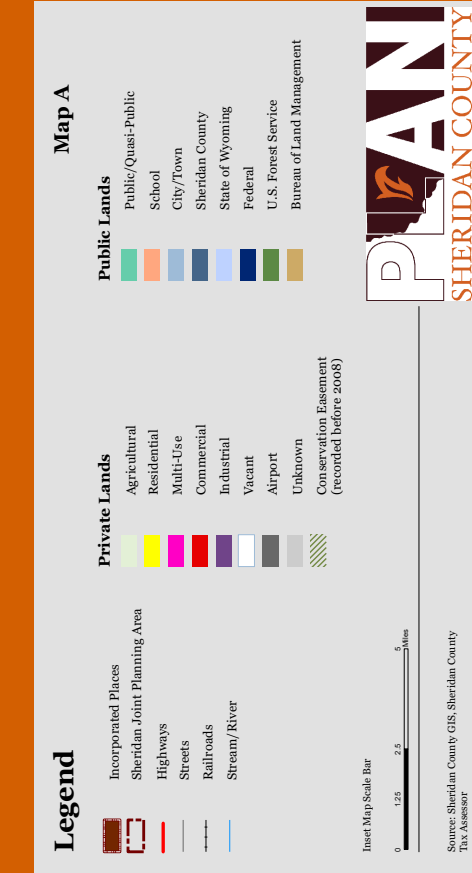 Legend
Map A
Incorporated Places
Sheridan Joint Planning Area
Highways
Streets
Railroads
Stream/River
Private Lands
Agricultural
Residential
Multi-Use
Commercial
Industrial
Vacant
Airport
Unknown
Conservation Easement
(recorded before 2008)
Public Lands
Public/Quasi-Public
School
City/Town
Sheridan County
State of Wyoming
Federal
U.S. Forest Service
Bureau of Land Management
Inset Map Scale Bar
0 1.25 2.5 5
Miles
Source: Sheridan County GIS, Sheridan County
Tax Assessor
PLAN
SHERIDAN COUNTY